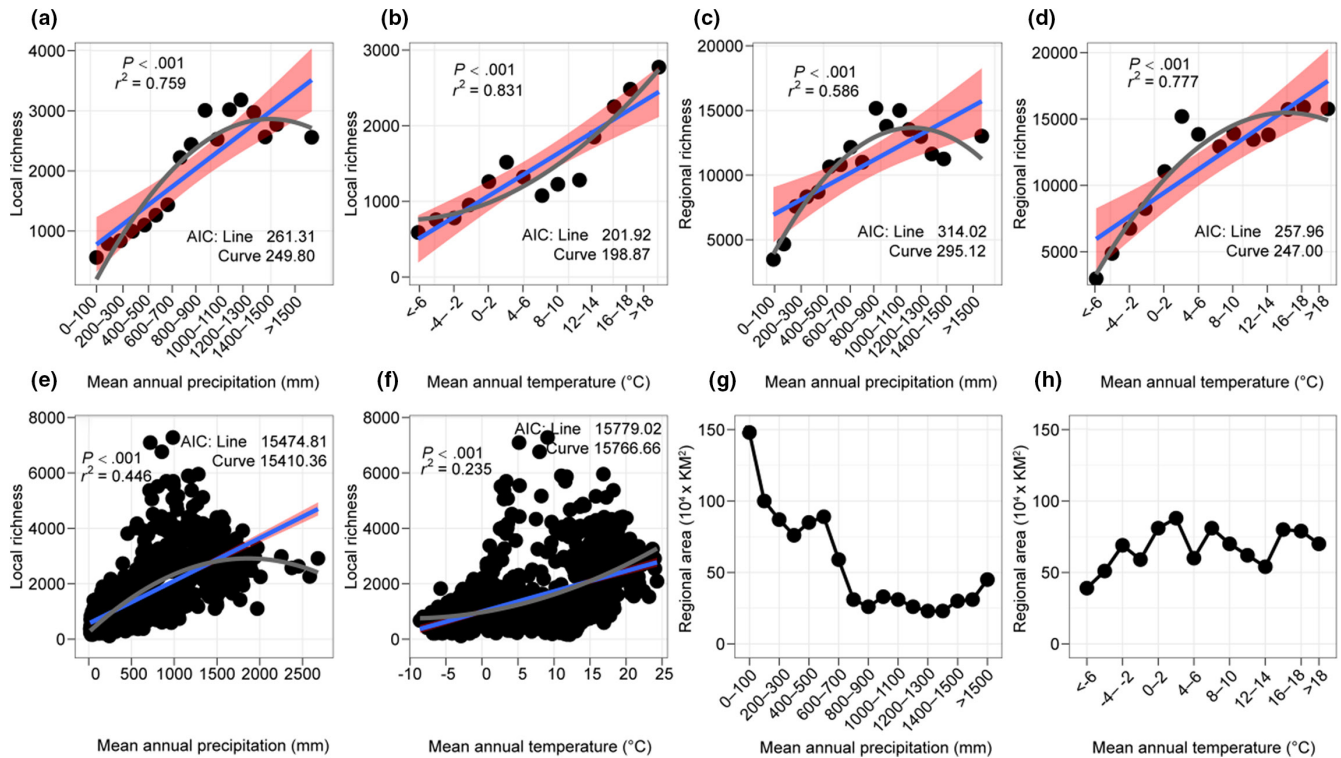 (a)
P < .001
r² = 0.759
AIC: Line 261.31
Curve 249.80
Local richness
4000
3000
2000
1000
0–100
200–300
400–500
600–700
800–900
1000–1100
1200–1300
1400–1500
>1500
Mean annual precipitation (mm)
(b)
P < .001
r² = 0.831
AIC: Line 201.92
Curve 198.87
Local richness
3000
2000
1000
0
<-6
-4– -2
0–2
4–6
8–10
12–14
16–18
>18
Mean annual temperature (°C)
(c)
P < .001
r² = 0.586
AIC: Line 314.02
Curve 295.12
Regional richness
20000
15000
10000
5000
0–100
200–300
400–500
600–700
800–900
1000–1100
1200–1300
1400–1500
>1500
Mean annual precipitation (mm)
(d)
P < .001
r² = 0.777
AIC: Line 257.96
Curve 247.00
Regional richness
20000
15000
10000
5000
<-6
-4– -2
0–2
4–6
8–10
12–14
16–18
>18
Mean annual temperature (°C)
(e)
AIC: Line 15474.81
Curve 15410.36
P < .001
r² = 0.446
Local richness
8000
6000
4000
2000
0
0 500 1000 1500 2000 2500
Mean annual precipitation (mm)
(f)
AIC: Line 15779.02
Curve 15766.66
P < .001
r² = 0.235
Local richness
8000
6000
4000
2000
0
-10 -5 0 5 10 15 20 25
Mean annual temperature (°C)
(g)
Regional area (10⁴ x KM²)
150
100
50
0
0–100
200–300
400–500
600–700
800–900
1000–1100
1200–1300
1400–1500
>1500
Mean annual precipitation (mm)
(h)
Regional area (10⁴ x KM²)
150
100
50
0
<-6
-4– -2
0–2
4–6
8–10
12–14
16–18
>18
Mean annual temperature (°C)